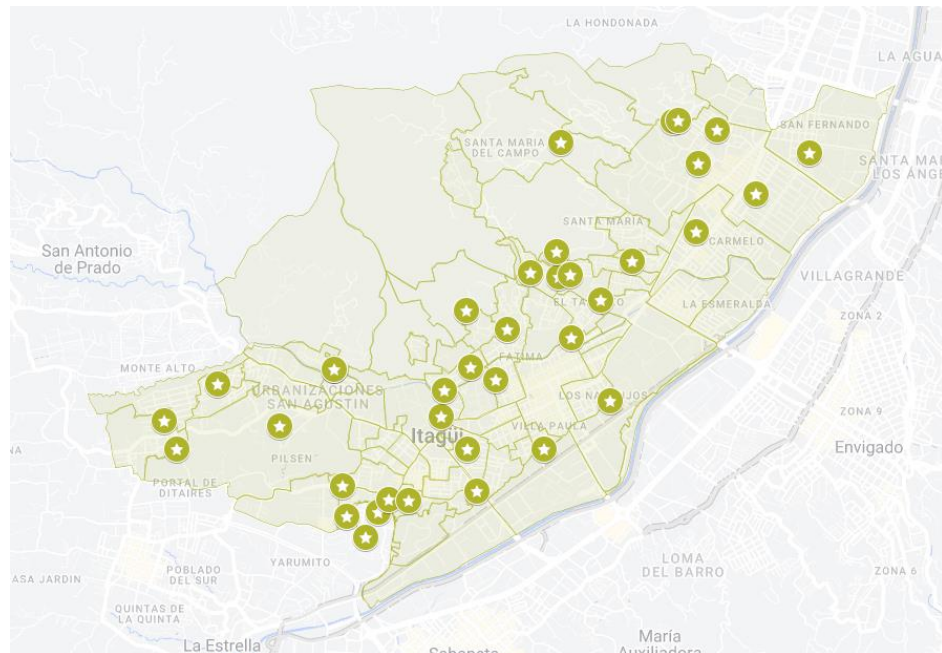 LA HONDONADA
LA AGUA
SAN FERNANDO
SANTA MARIA
DEL CAMPO
SANTA MAR
LOS ÁNGE
SANTA MARIA
CARMELO
San Antonio
de Prado
VILLAGRANDE
LA ESMERALDA
ZONA 2
FATIMA
MONTE ALTO
URBANIZACIONES
SAN AGUSTIN
ZONA 9
VILLA PAULA
Itagüí
Envigado
NA
PILSEN
PORTAL DE
DITAIRES
YARUMITO
LOMA
DEL BARRO
ZONA 6
POBLADO
DEL SUR
ASA JARDIN
QUINTAS DE
LA QUINTA
La Estrella
María
Auxiliadora